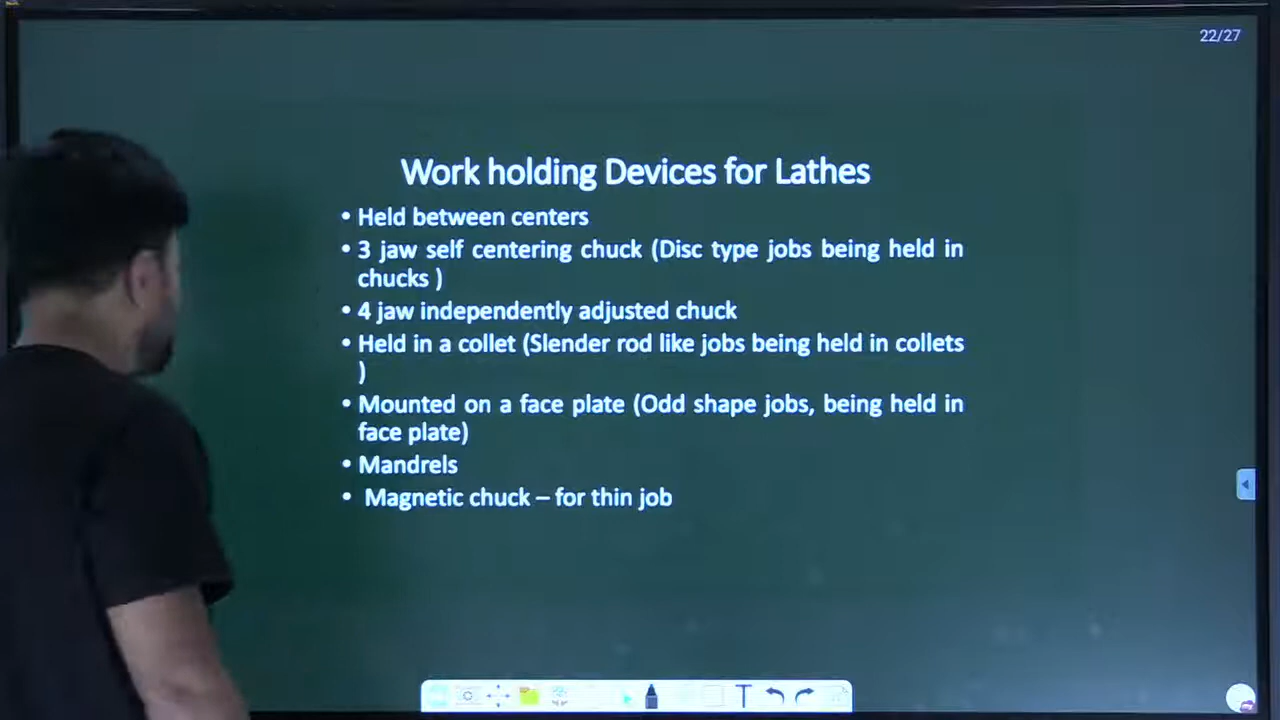 22/27
Work holding Devices for Lathes
• Held between centers
• 3 jaw self centering chuck (Disc type jobs being held in
chucks )
• 4 jaw independently adjusted chuck
• Held in a collet (Slender rod like jobs being held in collets
)
• Mounted on a face plate (Odd shape jobs, being held in
face plate)
• Mandrels
• Magnetic chuck – for thin job
T